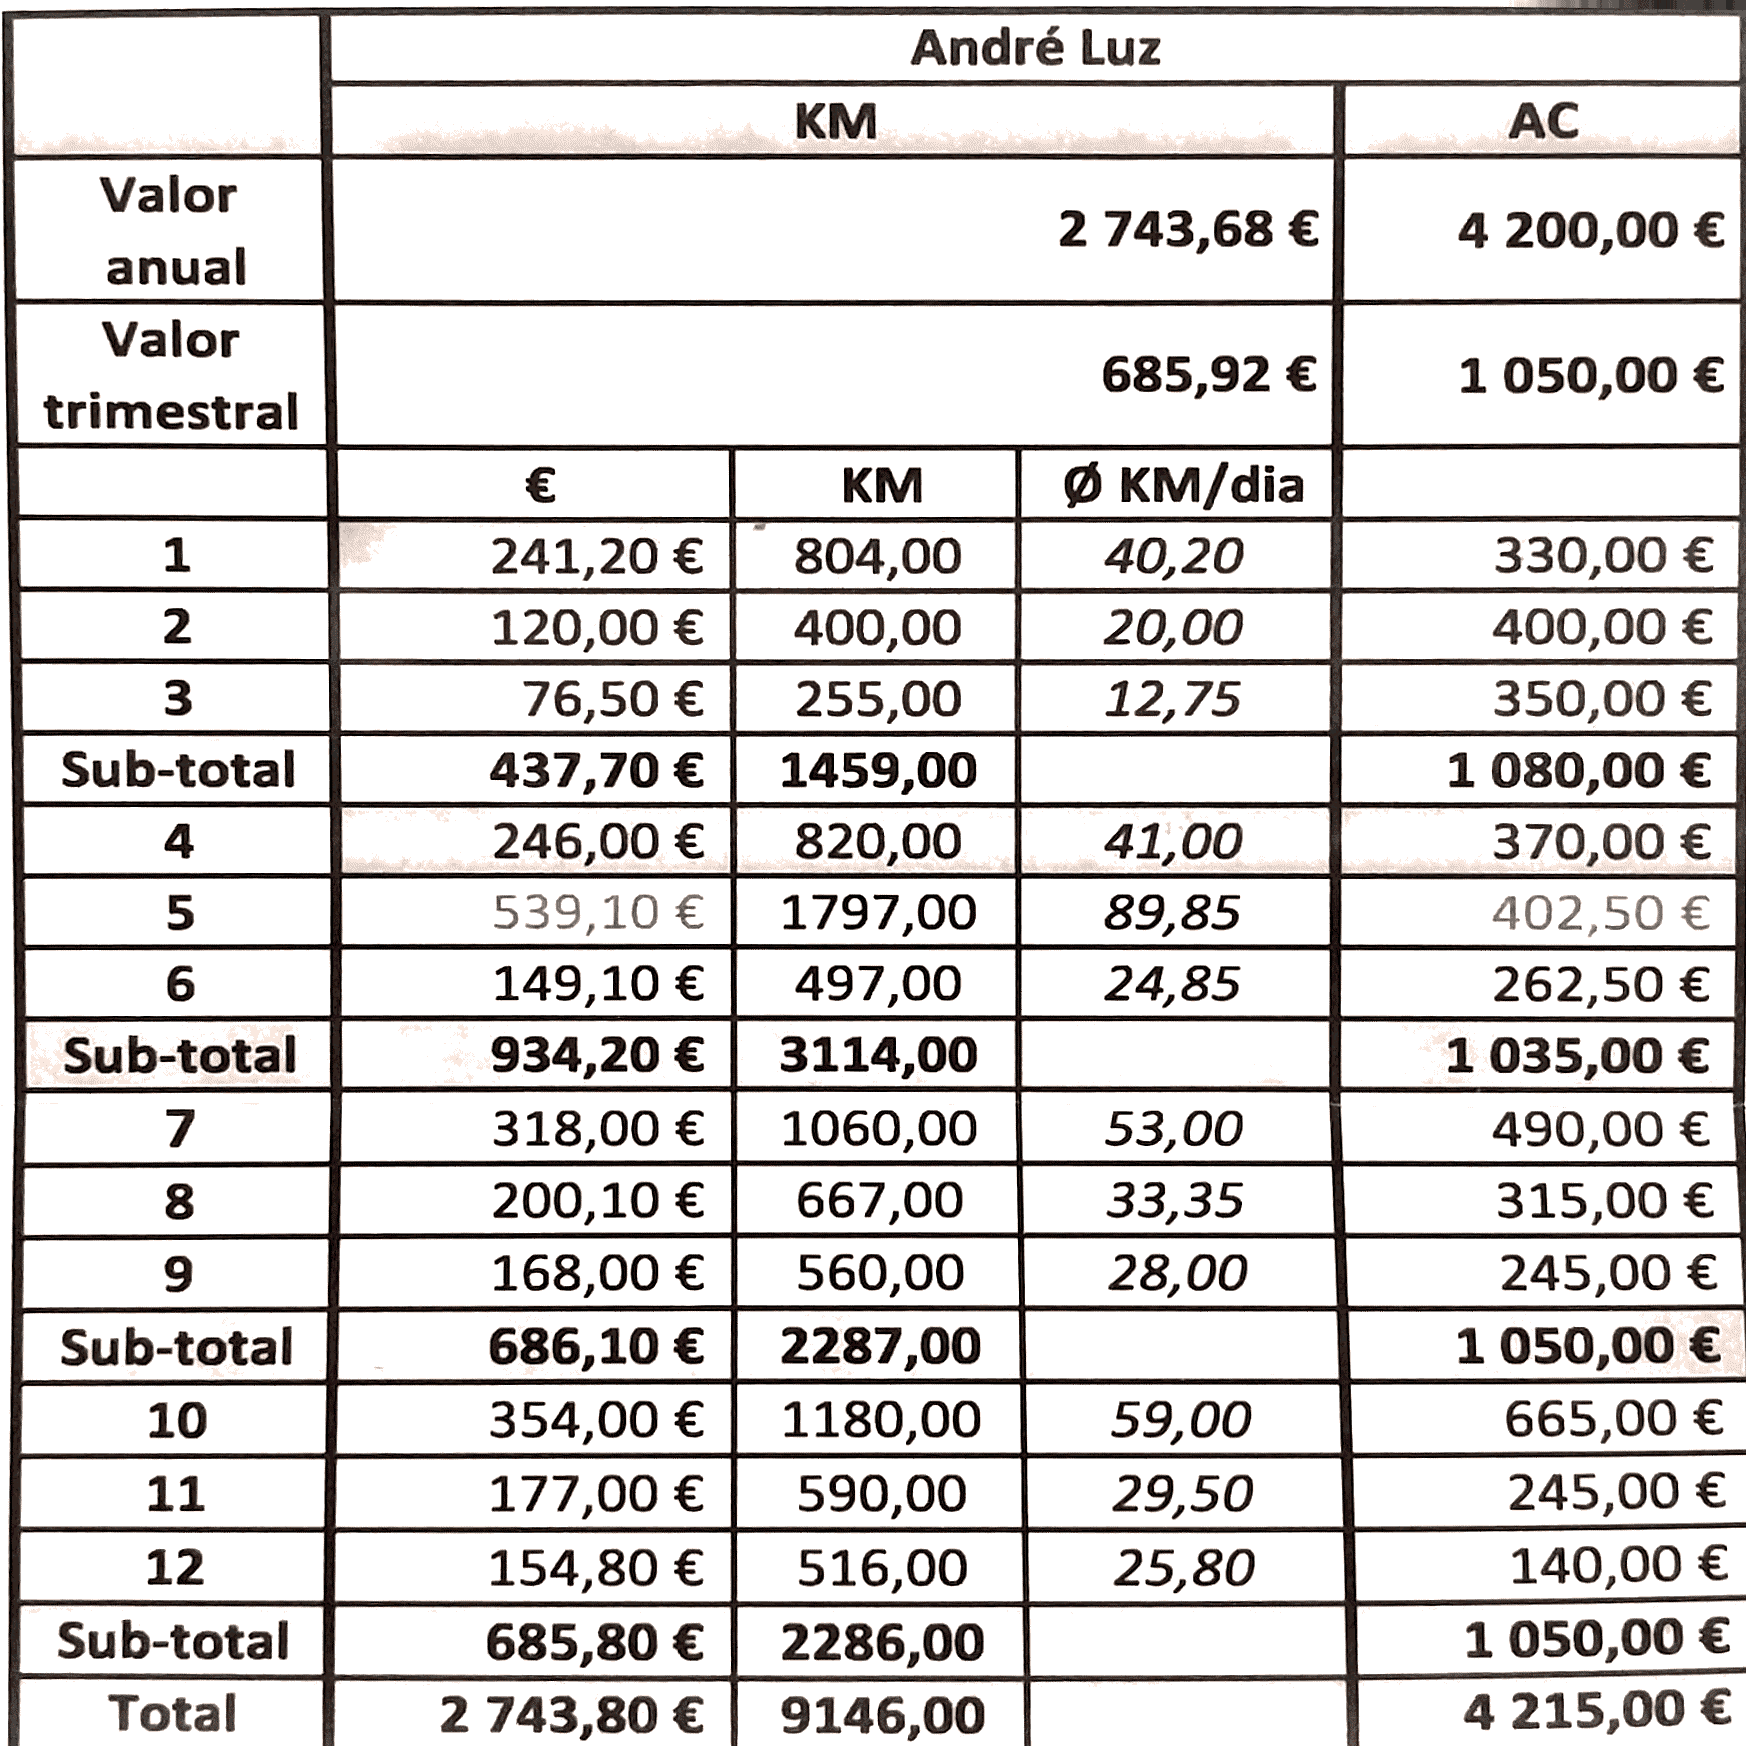 André Luz
KM AC
Valor anual 2 743,68 € 4 200,00 €
Valor trimestral 685,92 € 1 050,00 €
€ KM Ø KM/dia
1 241,20 € 804,00 40,20 330,00 €
2 120,00 € 400,00 20,00 400,00 €
3 76,50 € 255,00 12,75 350,00 €
Sub-total 437,70 € 1459,00 1 080,00 €
4 246,00 € 820,00 41,00 370,00 €
5 539,10 € 1797,00 89,85 402,50 €
6 149,10 € 497,00 24,85 262,50 €
Sub-total 934,20 € 3114,00 1 035,00 €
7 318,00 € 1060,00 53,00 490,00 €
8 200,10 € 667,00 33,35 315,00 €
9 168,00 € 560,00 28,00 245,00 €
Sub-total 686,10 € 2287,00 1 050,00 €
10 354,00 € 1180,00 59,00 665,00 €
11 177,00 € 590,00 29,50 245,00 €
12 154,80 € 516,00 25,80 140,00 €
Sub-total 685,80 € 2286,00 1 050,00 €
Total 2 743,80 € 9146,00 4 215,00 €